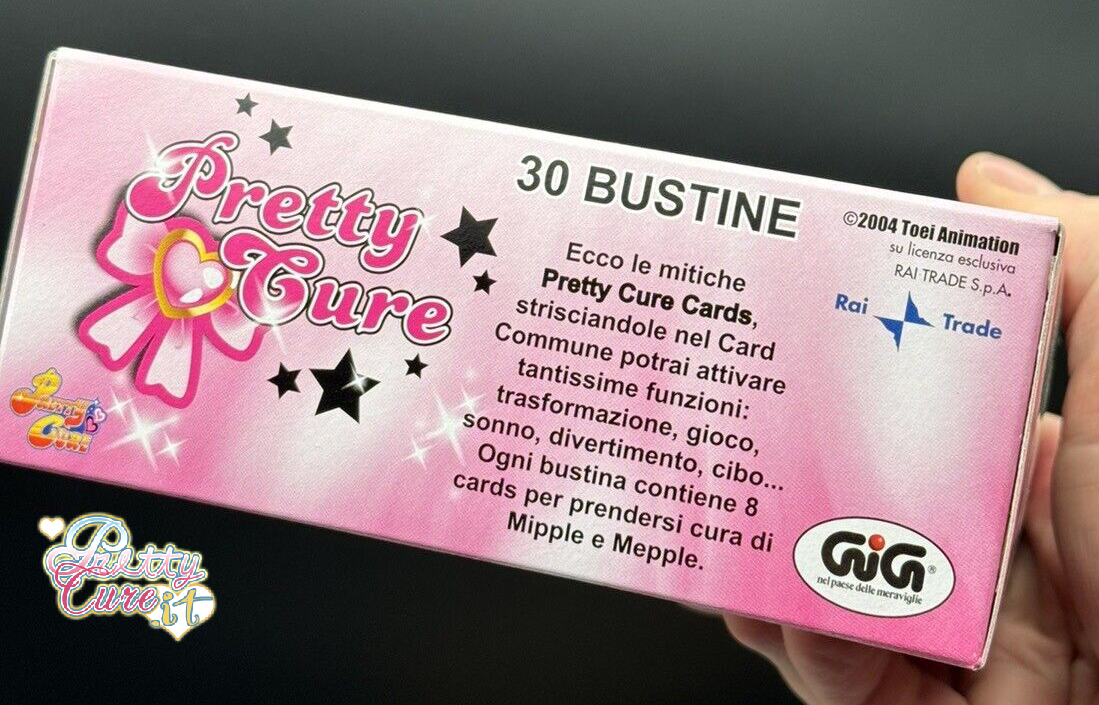 Pretty
Cure
30 BUSTINE
Ecco le mitiche
Pretty Cure Cards,
strisciandole nel Card
Commune potrai attivare
tantissime funzioni:
trasformazione, gioco,
sonno, divertimento, cibo...
Ogni bustina contiene 8
cards per prendersi cura di
Mipple e Mepple.
©2004 Toei Animation
su licenza esclusiva
RAI TRADE S.p.A.
Rai Trade
Pretty
Cure
GiG®
nel paese delle meraviglie
Pretty
Cure.it